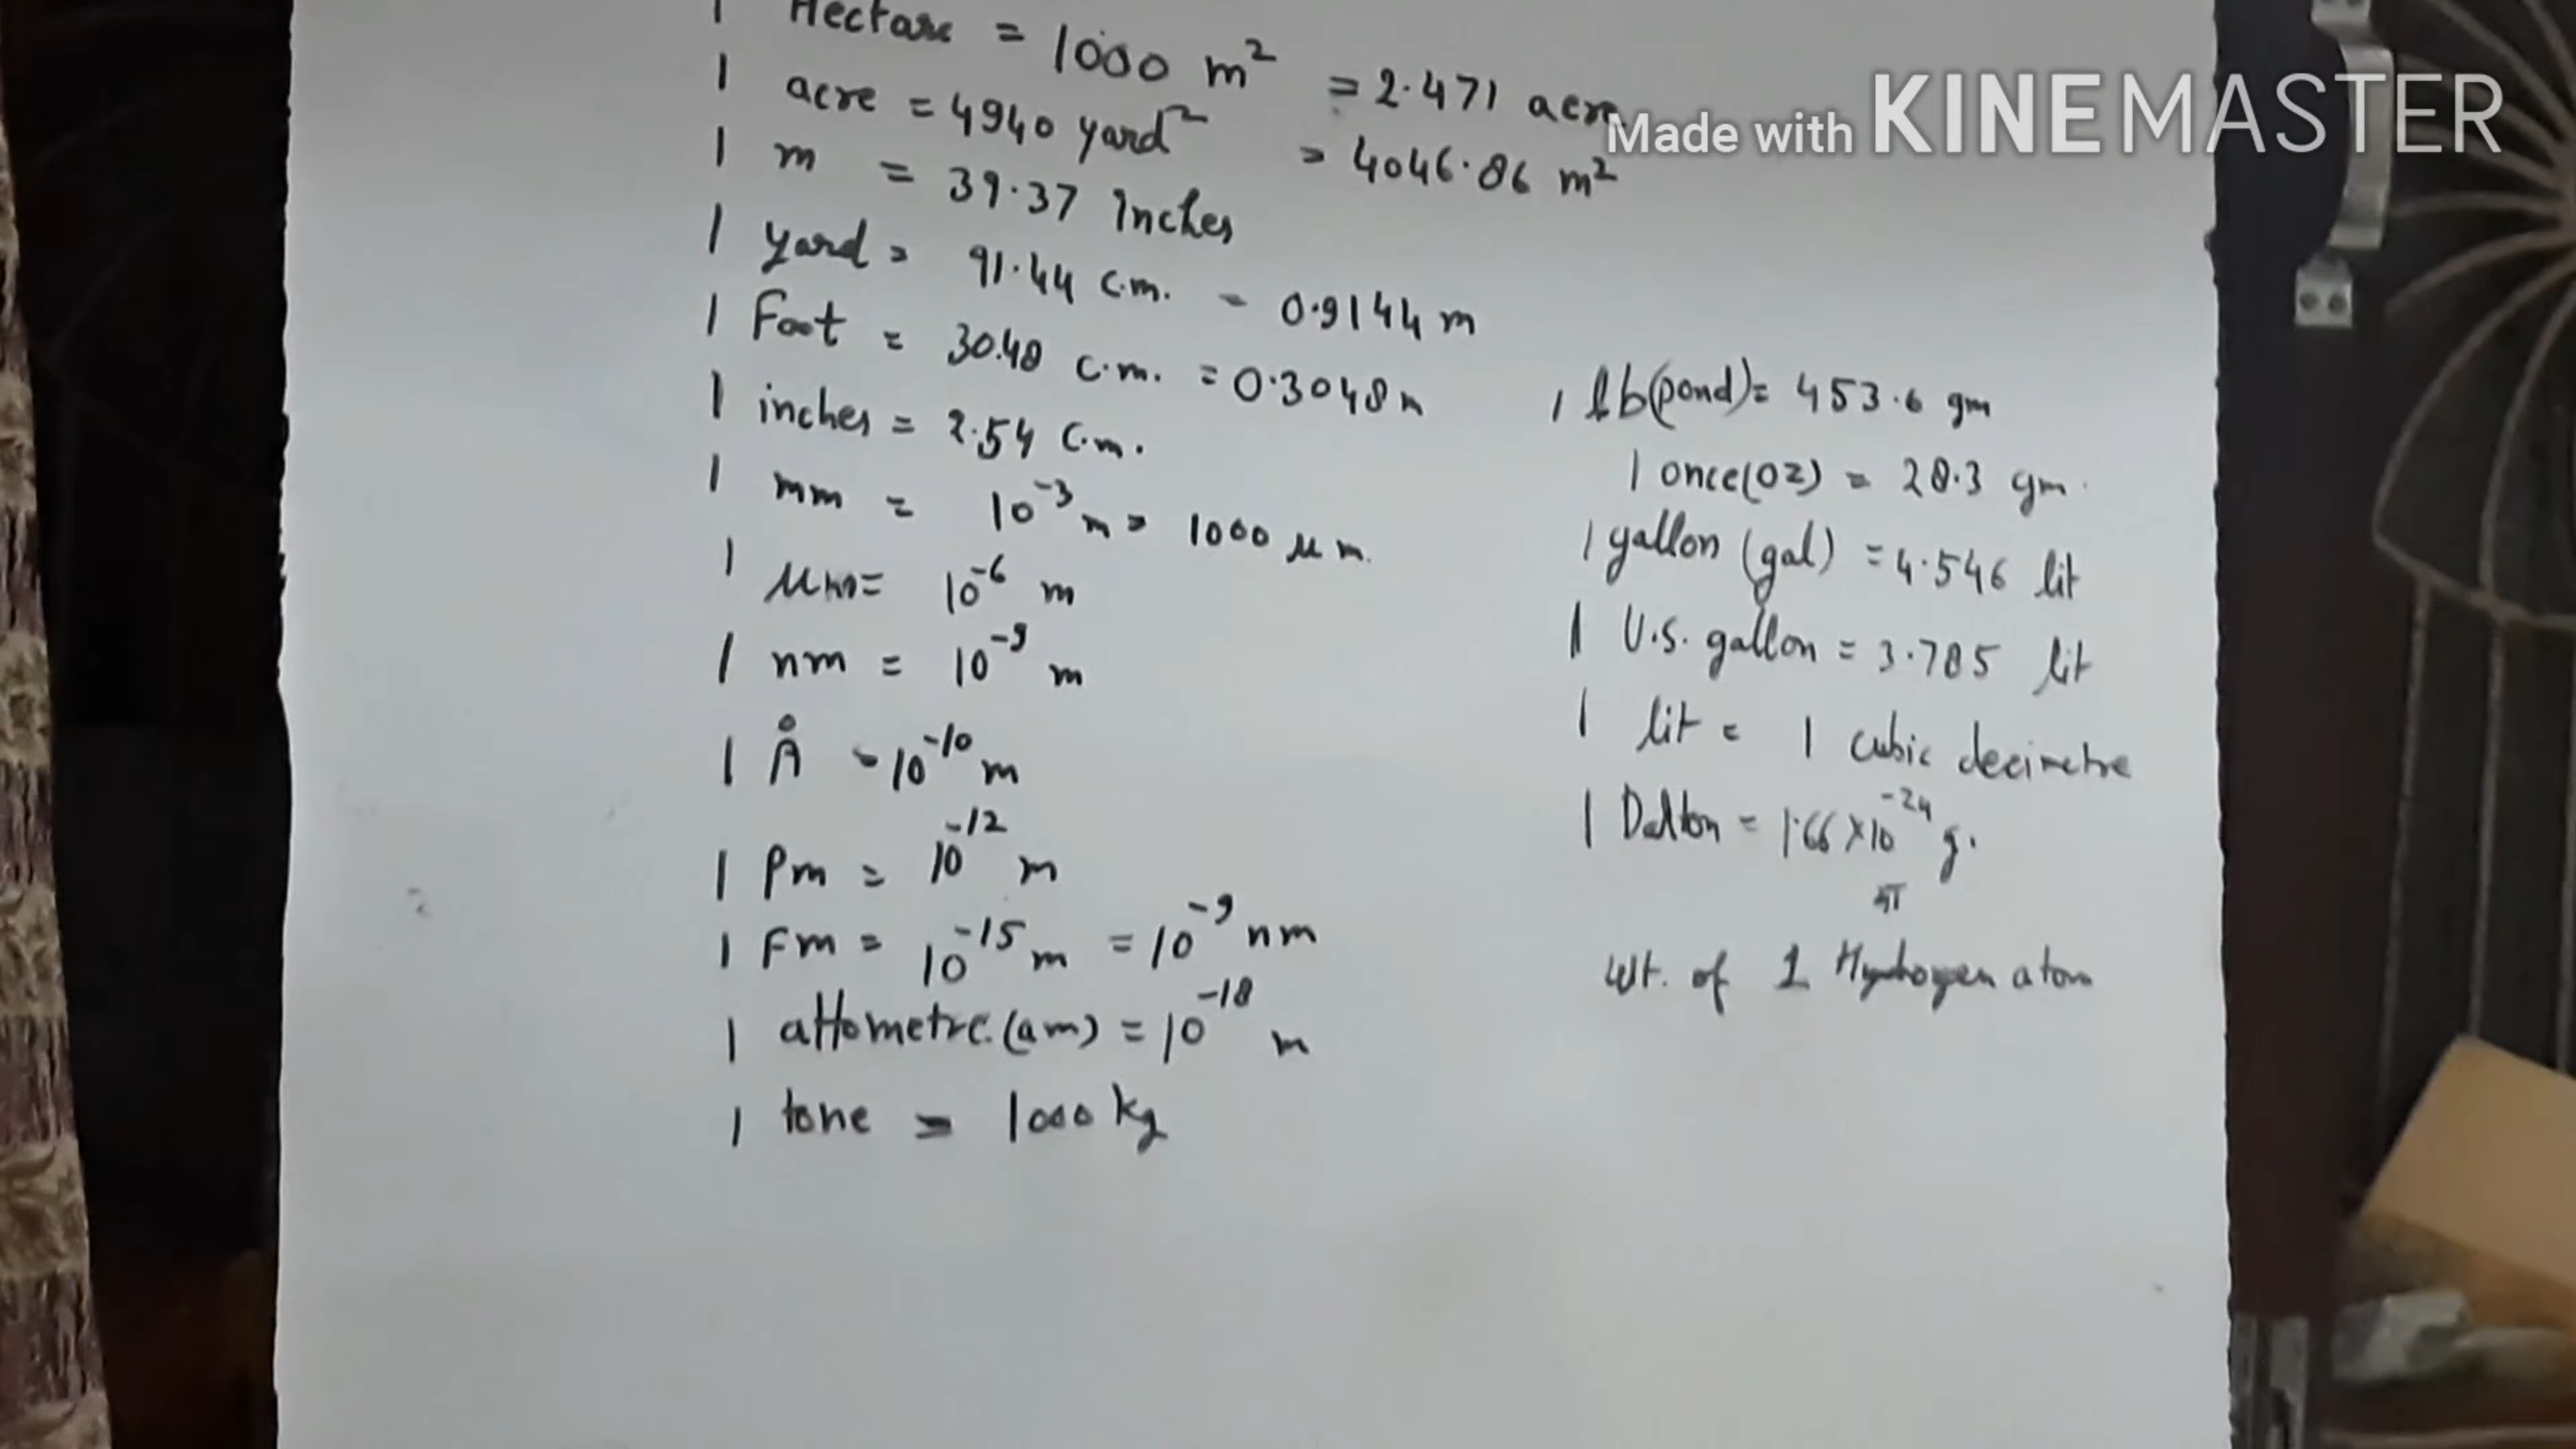 1 Hectare = 1000 m² = 2.471 acre
1 acre = 4940 yard² = 4046.86 m²
1 m = 39.37 Inches
1 yard = 91.44 c.m. = 0.9144 m
1 Foot = 30.48 c.m. = 0.3048 m
1 inches = 2.54 c.m.
1 mm = 10⁻³ m = 1000 µm.
1 µm = 10⁻⁶ m
1 nm = 10⁻⁹ m
1 Å = 10⁻¹⁰ m
1 Pm = 10⁻¹² m
1 Fm = 10⁻¹⁵ m = 10⁻⁹ nm
1 attometre.(am) = 10⁻¹⁸ m
1 tone = 1000 kg
1 lb(pond) = 453.6 gm
1 once(oz) = 28.3 gm.
1 gallon (gal) = 4.546 lit
1 U.S. gallon = 3.785 lit
1 lit = 1 cubic decimetre
1 Dalton = 1.66 × 10⁻²⁴ g.
wt. of 1 Hydrogen atom
Made with KINEMASTER